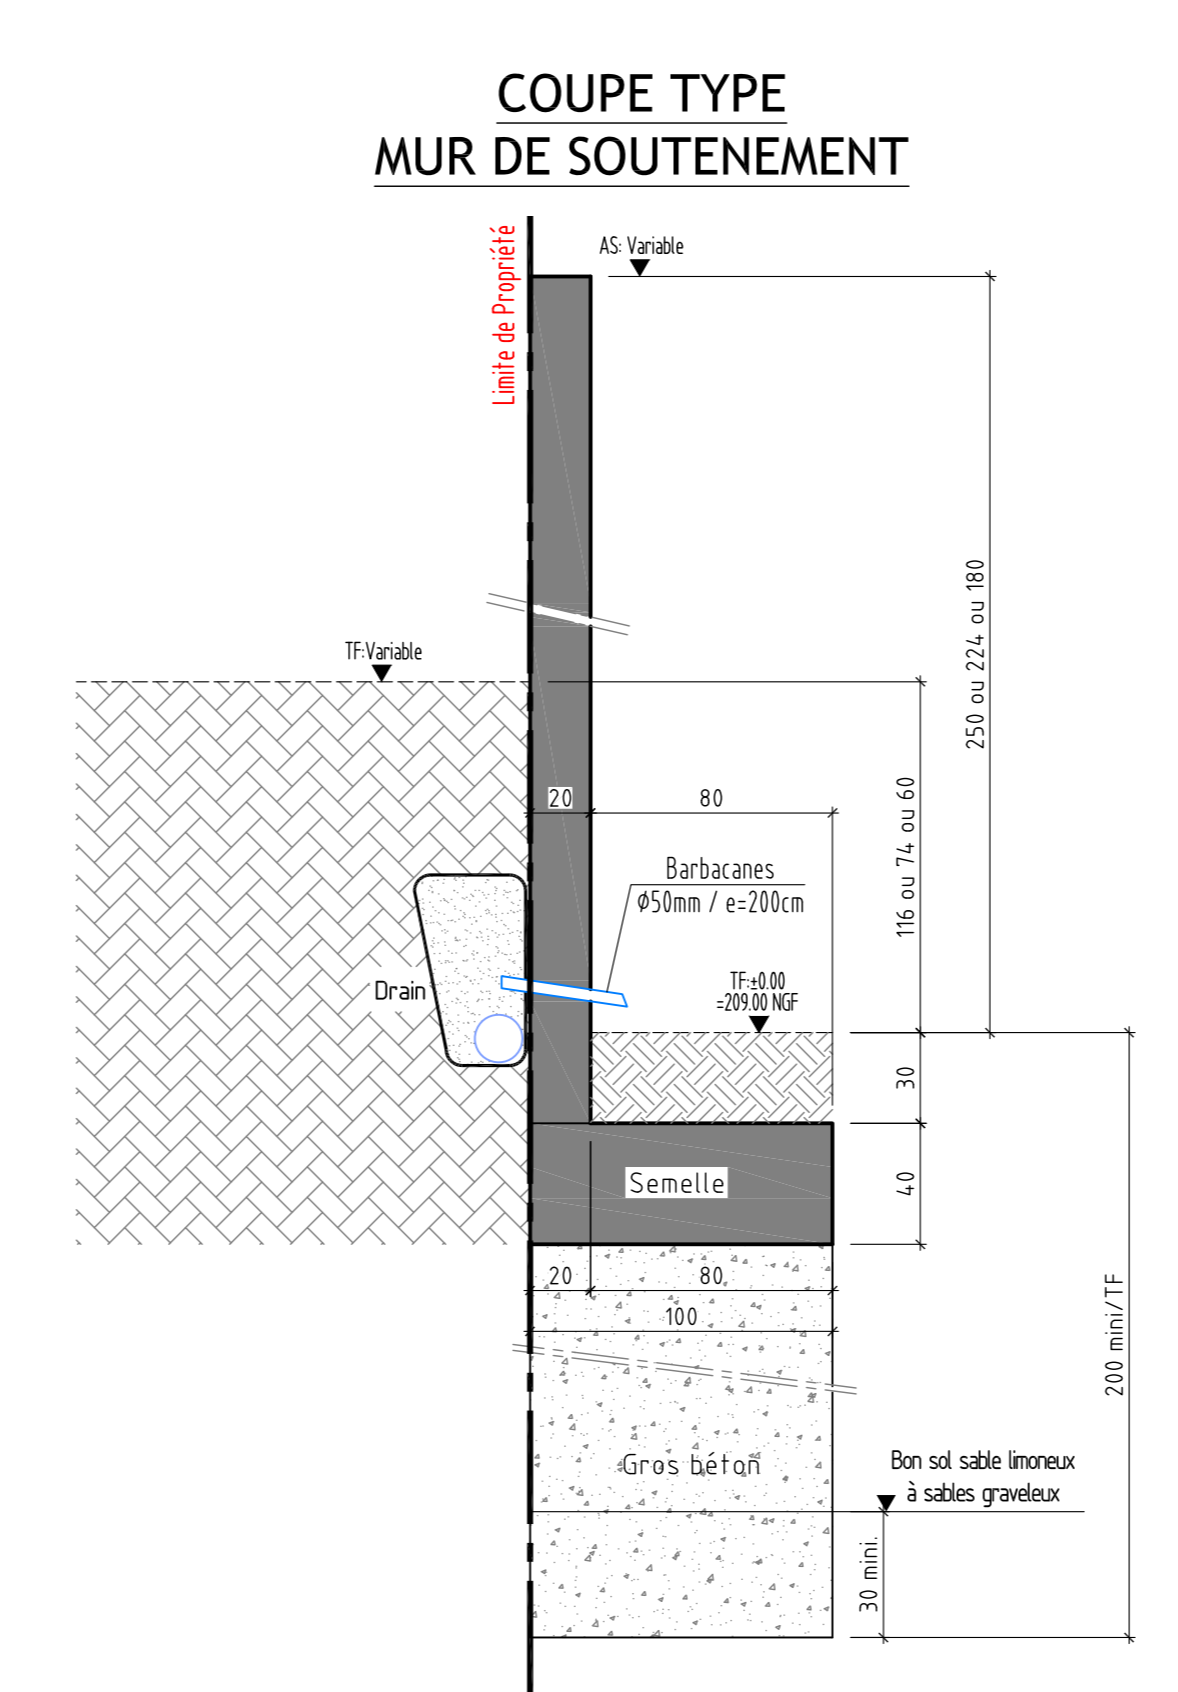 COUPE TYPE
MUR DE SOUTENEMENT
Limite de Propriété
AS: Variable
250 ou 224 ou 180
TF:Variable
116 ou 74 ou 60
20
80
Barbacanes
Ø50mm / e=200cm
Drain
TF:±0.00
=209.00 NGF
30
Semelle
40
20
80
100
200 mini/TF
Gros béton
Bon sol sable limoneux
à sables graveleux
30 mini.